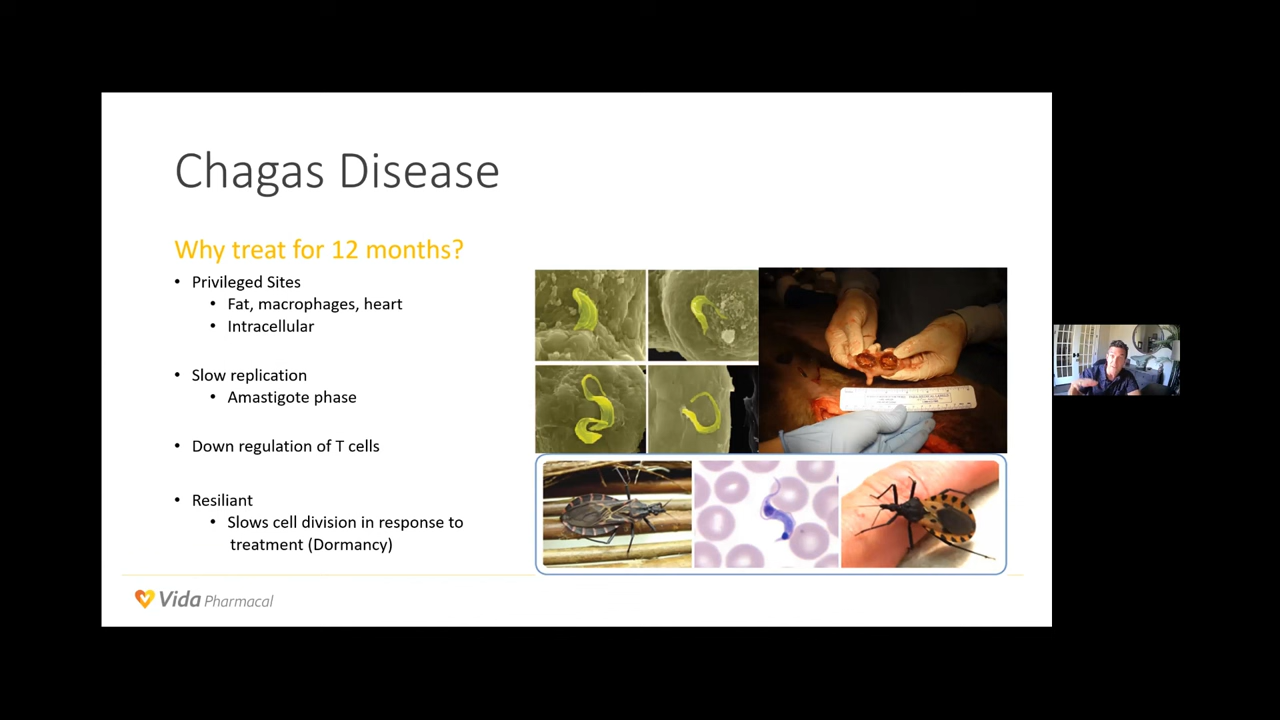 Chagas Disease
Why treat for 12 months?
• Privileged Sites
• Fat, macrophages, heart
• Intracellular
• Slow replication
• Amastigote phase
• Down regulation of T cells
• Resiliant
• Slows cell division in response to
treatment (Dormancy)
Vida Pharmacal